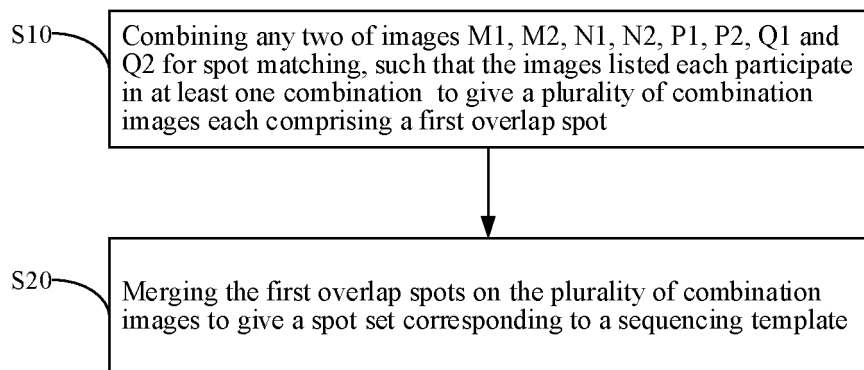 S10
Combining any two of images M1, M2, N1, N2, P1, P2, Q1 and
Q2 for spot matching, such that the images listed each participate
in at least one combination to give a plurality of combination
images each comprising a first overlap spot
S20
Merging the first overlap spots on the plurality of combination
images to give a spot set corresponding to a sequencing template